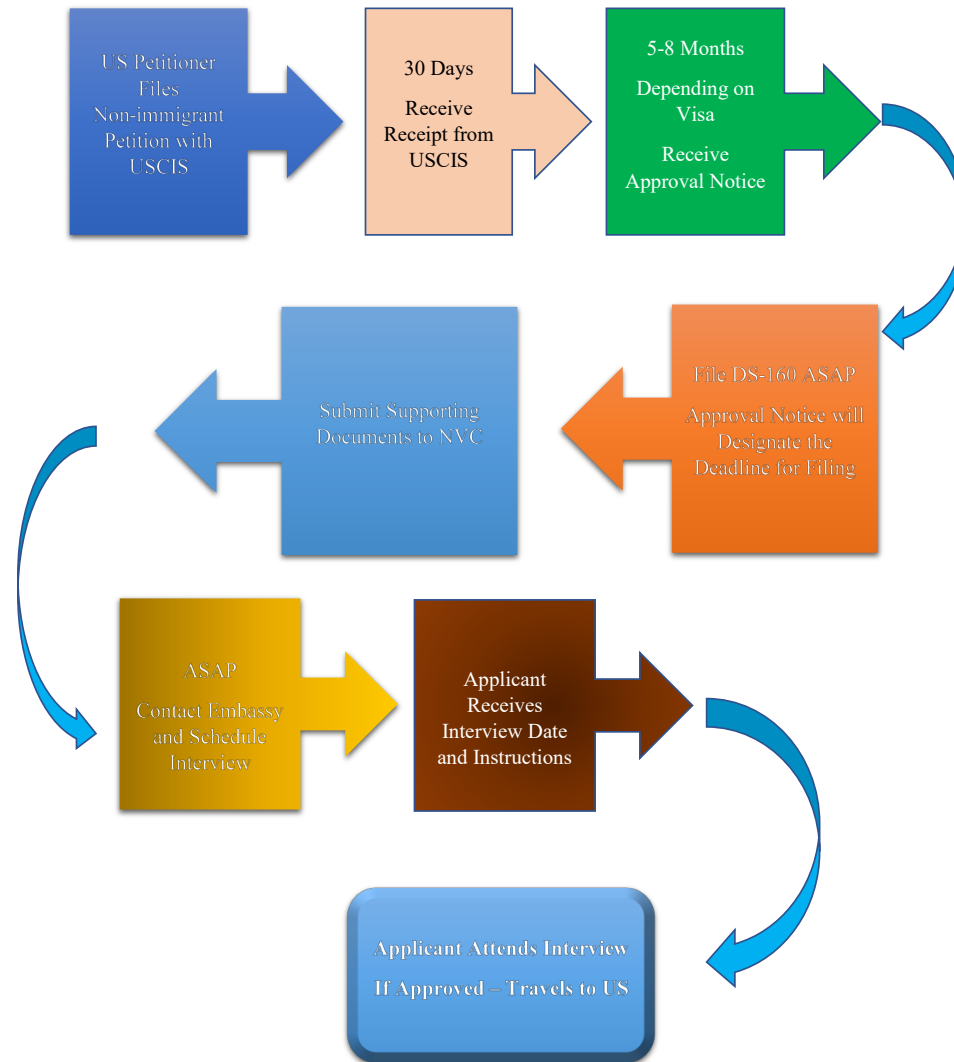 US Petitioner
Files
Non-immigrant
Petition with
USCIS
30 Days
Receive
Receipt from
USCIS
5-8 Months
Depending on
Visa
Receive
Approval Notice
File DS-160 ASAP
Approval Notice will
Designate the
Deadline for Filing
Submit Supporting
Documents to NVC
ASAP
Contact Embassy
and Schedule
Interview
Applicant
Receives
Interview Date
and Instructions
Applicant Attends Interview
If Approved – Travels to US